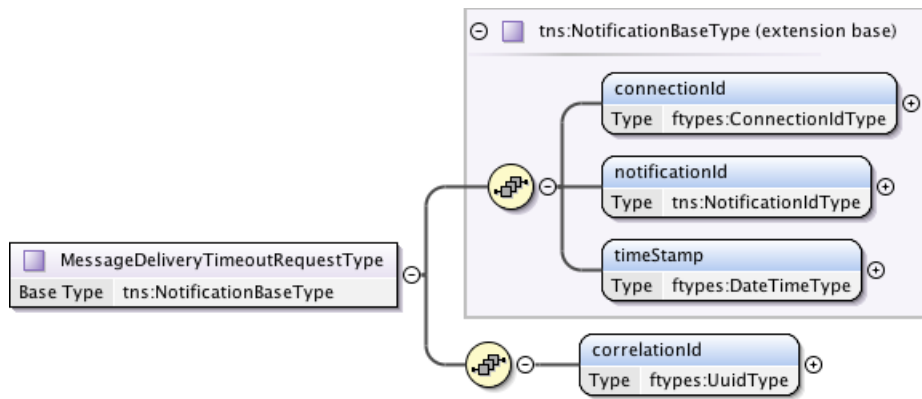 tns:NotificationBaseType (extension base)
connectionId
Type ftypes:ConnectionIdType
notificationId
Type tns:NotificationIdType
timeStamp
Type ftypes:DateTimeType
MessageDeliveryTimeoutRequestType
Base Type tns:NotificationBaseType
correlationId
Type ftypes:UuidType